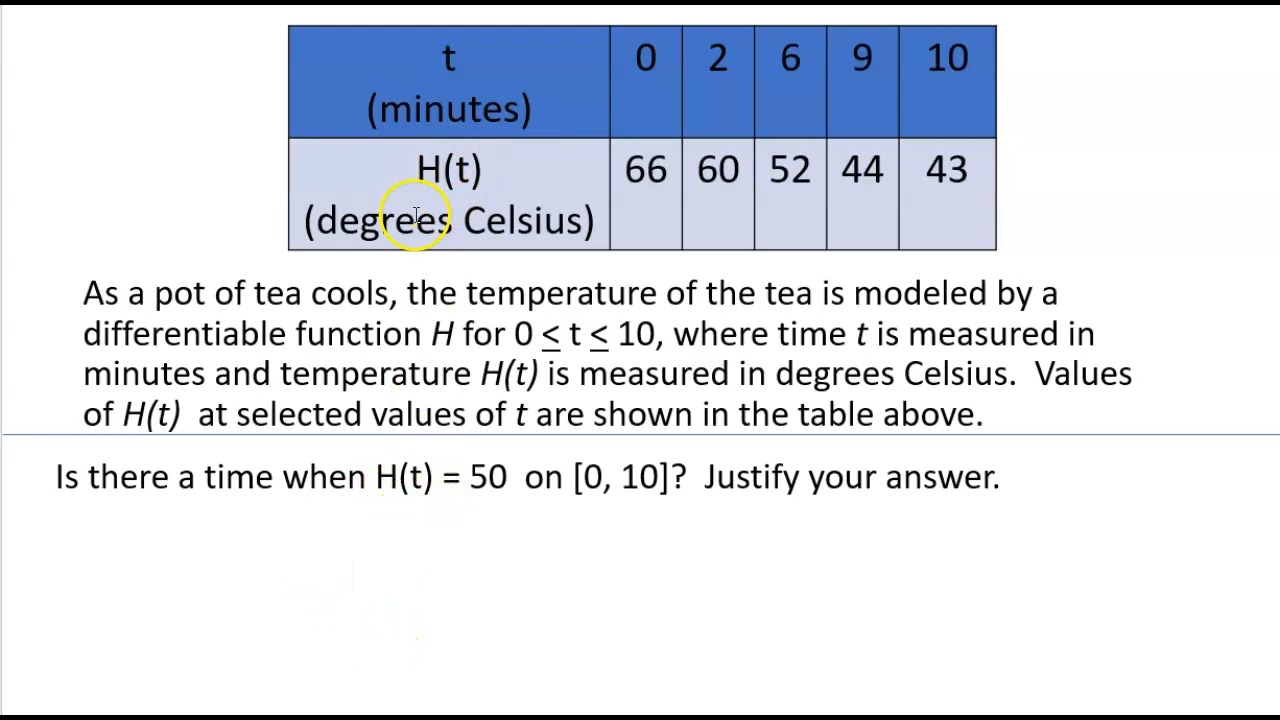 t 0 2 6 9 10
(minutes)
H(t) 66 60 52 44 43
(degrees Celsius)
As a pot of tea cools, the temperature of the tea is modeled by a
differentiable function H for 0 < t < 10, where time t is measured in
minutes and temperature H(t) is measured in degrees Celsius. Values
of H(t) at selected values of t are shown in the table above.
Is there a time when H(t) = 50 on [0, 10]? Justify your answer.